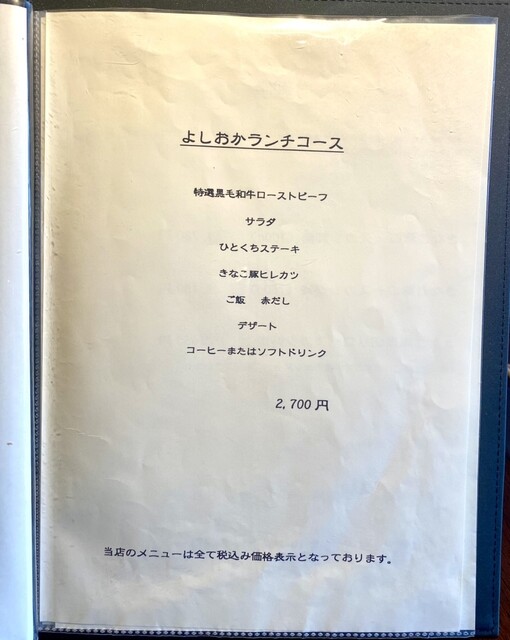 よしおかランチコース
特選黒毛和牛ローストビーフ
サラダ
ひとくちステーキ
きなこ豚ヒレカツ
ご飯　赤だし
デザート
コーヒーまたはソフトドリンク
2,700円
当店のメニューは全て税込み価格表示となっております。